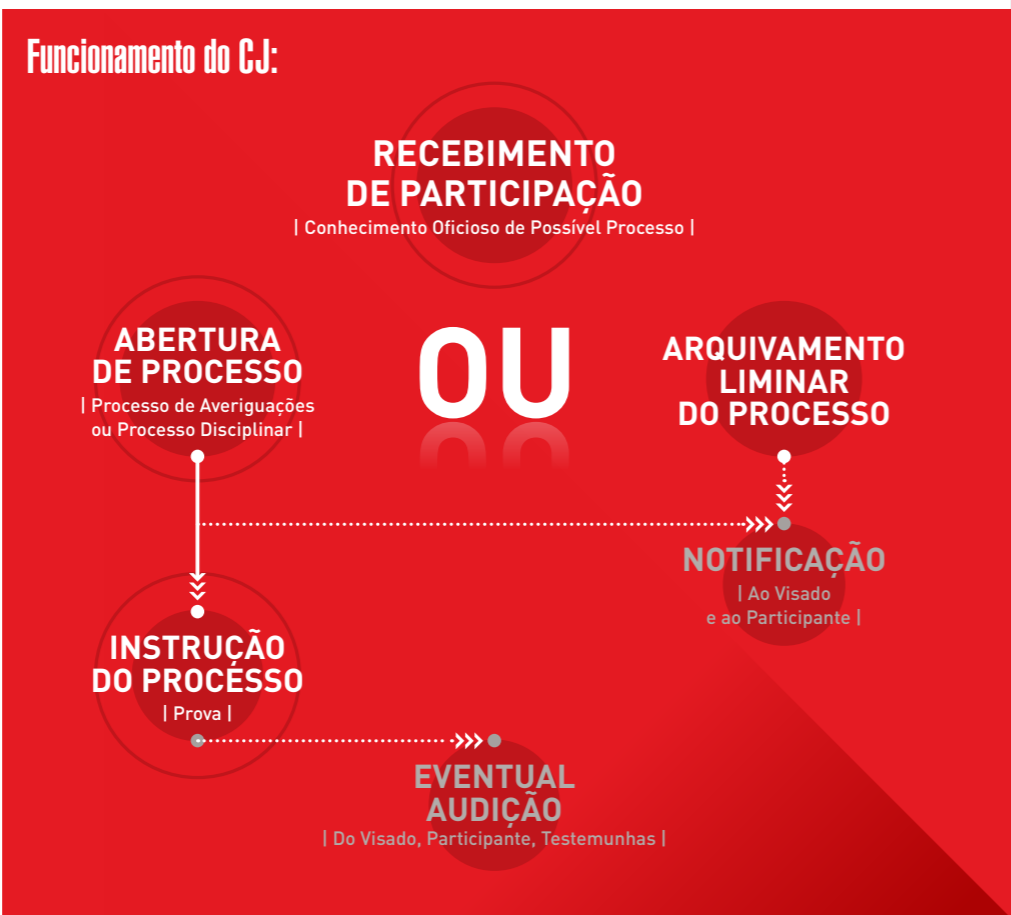 Funcionamento do CJ:
RECEBIMENTO
DE PARTICIPAÇÃO
| Conhecimento Oficioso de Possível Processo |
ABERTURA
DE PROCESSO
| Processo de Averiguações
ou Processo Disciplinar |
OU
ARQUIVAMENTO
LIMINAR
DO PROCESSO
NOTIFICAÇÃO
| Ao Visado
e ao Participante |
INSTRUÇÃO
DO PROCESSO
| Prova |
EVENTUAL
AUDIÇÃO
| Do Visado, Participante, Testemunhas |